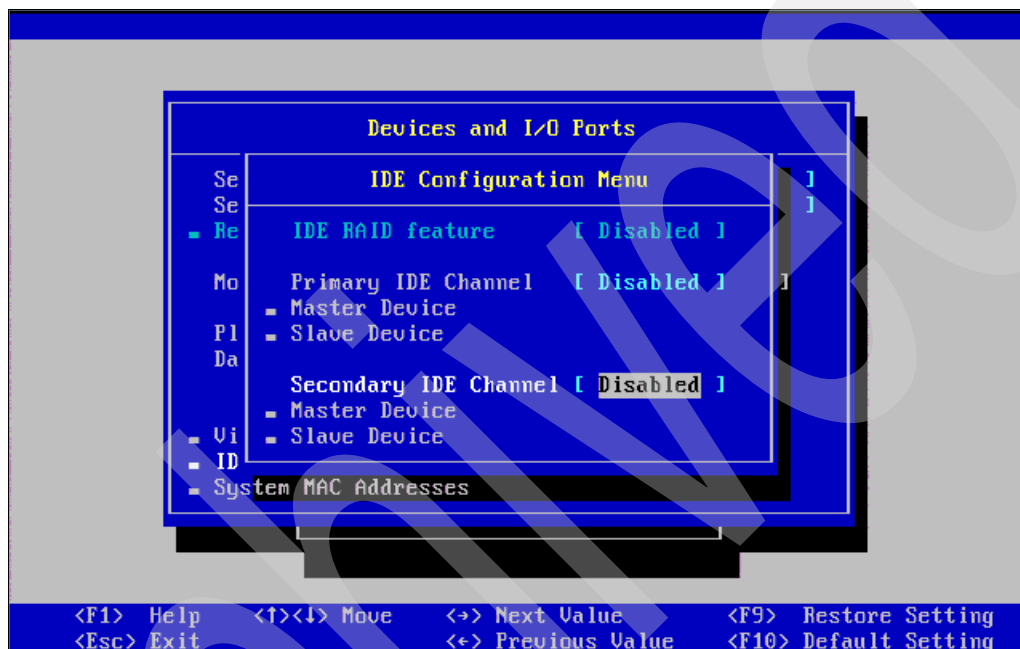 Devices and I/O Ports
IDE Configuration Menu
Se ]
Se ]
Re IDE RAID feature [ Disabled ]
Mo Primary IDE Channel [ Disabled ] ]
Master Device
Pl Slave Device
Da
Secondary IDE Channel [ Disabled ]
Master Device
Vi Slave Device
ID
System MAC Addresses
<F1> Help <↑><↓> Move <→> Next Value <F9> Restore Setting
<Esc> Exit <←> Previous Value <F10> Default Setting